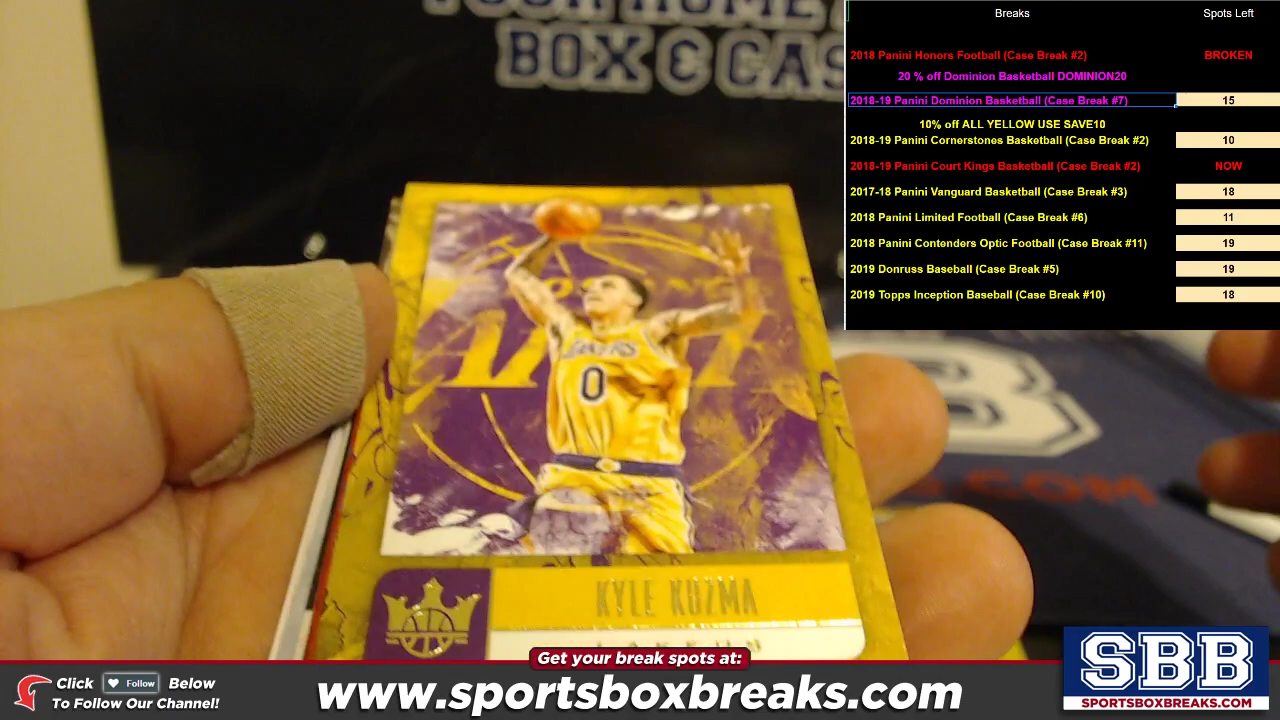 YOUR HOME
BOX & CAS
Breaks Spots Left
2018 Panini Honors Football (Case Break #2) BROKEN
20 % off Dominion Basketball DOMINION20
2018-19 Panini Dominion Basketball (Case Break #7) 15
10% off ALL YELLOW USE SAVE10
2018-19 Panini Cornerstones Basketball (Case Break #2) 10
2018-19 Panini Court Kings Basketball (Case Break #2) NOW
2017-18 Panini Vanguard Basketball (Case Break #3) 18
2018 Panini Limited Football (Case Break #6) 11
2018 Panini Contenders Optic Football (Case Break #11) 19
2019 Donruss Baseball (Case Break #5) 19
2019 Topps Inception Baseball (Case Break #10) 18
LAKERS
0
B
.COM
KYLE KUZMA
LAKERS
Get your break spots at:
Click Follow Below
To Follow Our Channel!
www.sportsboxbreaks.com
SBB
SPORTSBOXBREAKS.COM